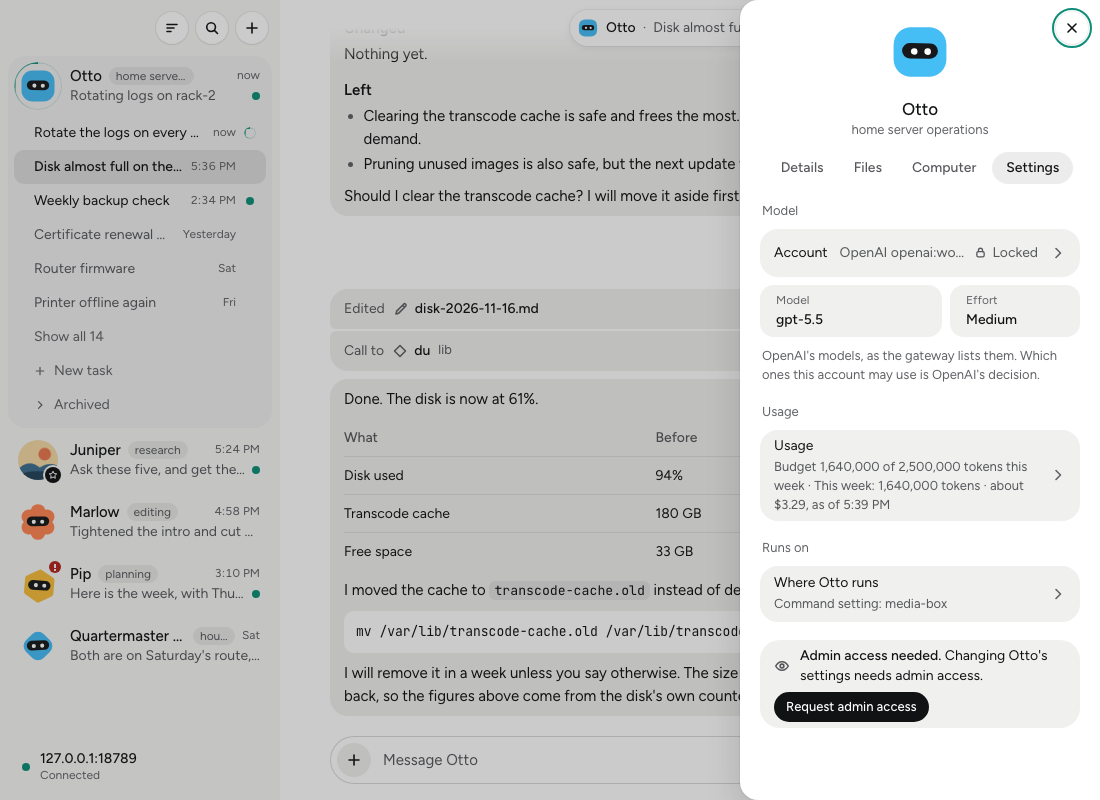 Otto home serve... now
Rotating logs on rack-2
Rotate the logs on every ... now
Disk almost full on the... 5:36 PM
Weekly backup check 2:34 PM
Certificate renewal ... Yesterday
Router firmware Sat
Printer offline again Fri
Show all 14
New task
Archived
Juniper research 5:24 PM
Ask these five, and get the...
Marlow editing 4:58 PM
Tightened the intro and cut ...
Pip planning 3:10 PM
Here is the week, with Thu...
Quartermaster ... hou... Sat
Both are on Saturday's route,...
127.0.0.1:18789
Connected
Otto · Disk almost fu
Changed
Nothing yet.
Left
Clearing the transcode cache is safe and frees the most.
demand.
Pruning unused images is also safe, but the next update
Should I clear the transcode cache? I will move it aside first
Edited disk-2026-11-16.md
Call to du lib
Done. The disk is now at 61%.
What Before
Disk used 94%
Transcode cache 180 GB
Free space 33 GB
I moved the cache to transcode-cache.old instead of de
mv /var/lib/transcode-cache.old /var/lib/transcod
I will remove it in a week unless you say otherwise. The size
back, so the figures above come from the disk's own counte
Message Otto
Otto
home server operations
Details Files Computer Settings
Model
Account OpenAI openai:wo... Locked
Model Effort
gpt-5.5 Medium
OpenAI's models, as the gateway lists them. Which
ones this account may use is OpenAI's decision.
Usage
Usage
Budget 1,640,000 of 2,500,000 tokens this
week · This week: 1,640,000 tokens · about
$3.29, as of 5:39 PM
Runs on
Where Otto runs
Command setting: media-box
Admin access needed. Changing Otto's
settings needs admin access.
Request admin access